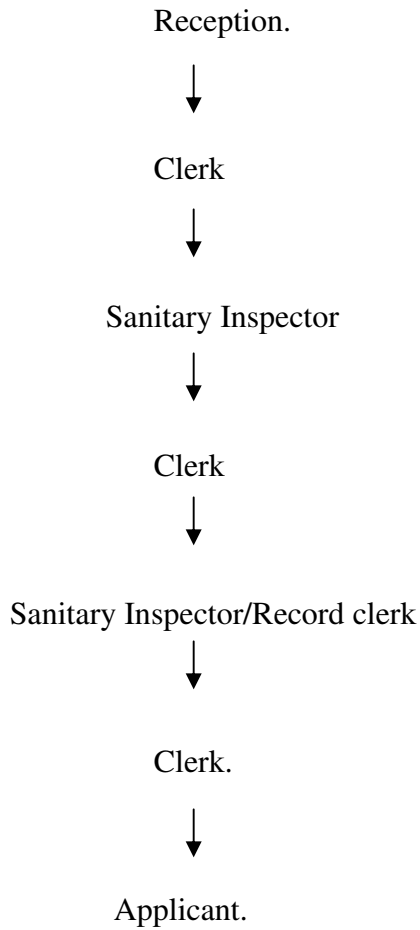 Reception.
Clerk
Sanitary Inspector
Clerk
Sanitary Inspector/Record clerk
Clerk.
Applicant.